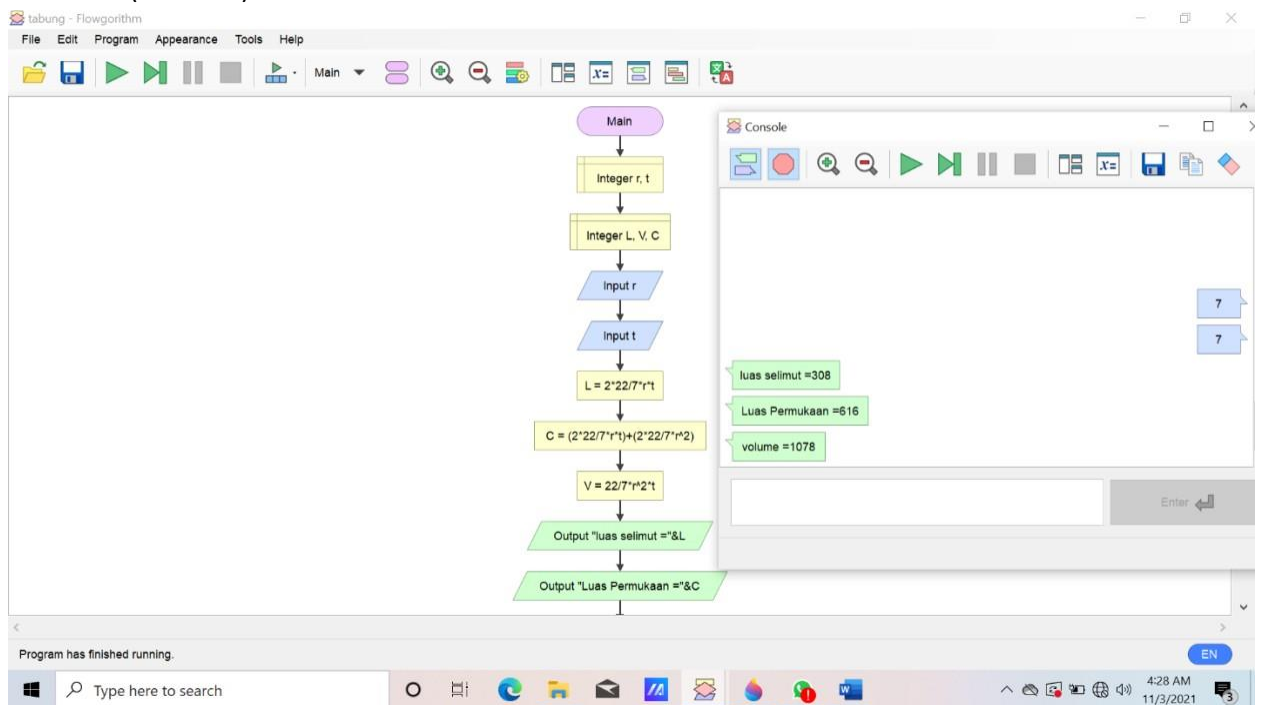 tabung - Flowgorithm
File Edit Program Appearance Tools Help
Main
x=
Main
Integer r, t
Integer L, V, C
Input r
Input t
L = 2*22/7*r*t
C = (2*22/7*r*t)+(2*22/7*r^2)
V = 22/7*r^2*t
Output "luas selimut ="&L
Output "Luas Permukaan ="&C
Console
x=
7
7
luas selimut =308
Luas Permukaan =616
volume =1078
Enter
Program has finished running.
EN
Type here to search
4:28 AM
11/3/2021
3